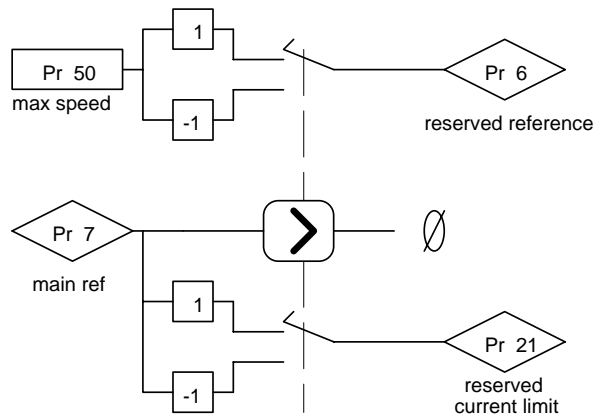 1
Pr 50
Pr 6
max speed
-1
reserved reference
Pr 7
>
Ø
main ref
1
Pr 21
-1
reserved
current limit